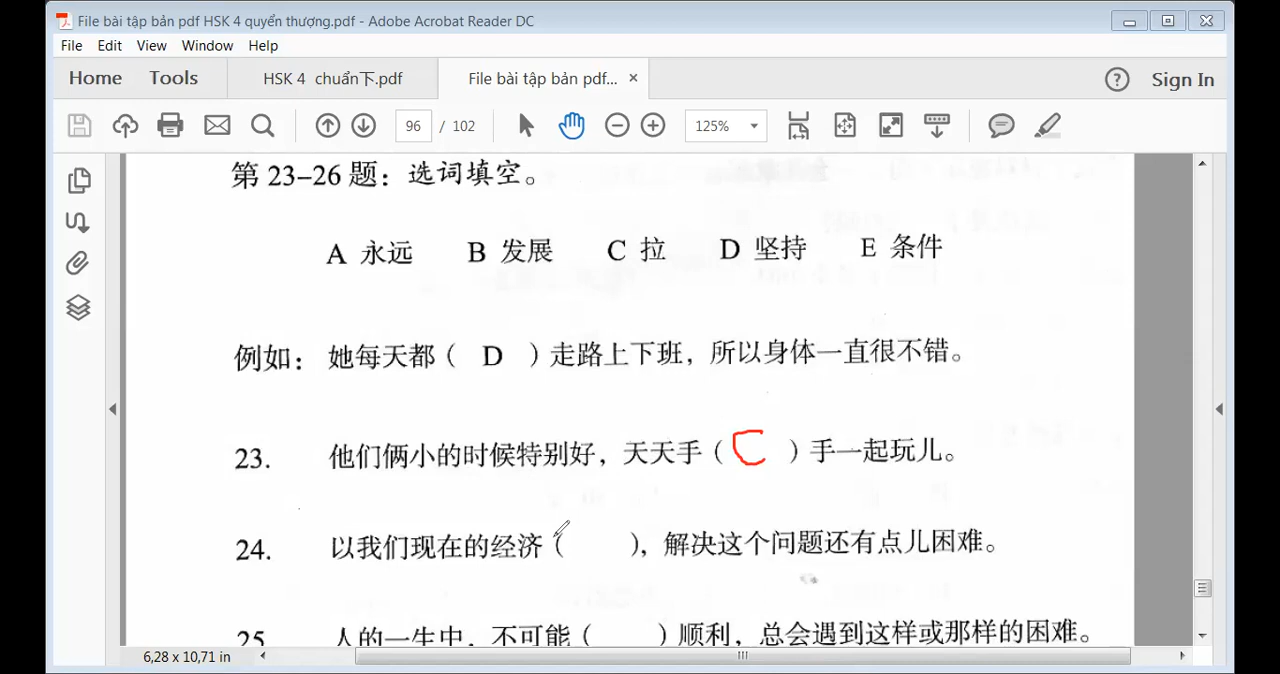 File bài tập bản pdf HSK 4 quyển thượng.pdf - Adobe Acrobat Reader DC
File Edit View Window Help
Home Tools HSK 4 chuẩn下.pdf File bài tập bản pdf... × ? Sign In
96 / 102 125%
第 23–26 题：选词填空。
A 永远 B 发展 C 拉 D 坚持 E 条件
例如：她每天都（ D ）走路上下班，所以身体一直很不错。
23. 他们俩小的时候特别好，天天手（ C ）手一起玩儿。
24. 以我们现在的经济（ ），解决这个问题还有点儿困难。
25 人的一生中，不可能（ ）顺利，总会遇到这样或那样的困难。
6,28 x 10,71 in